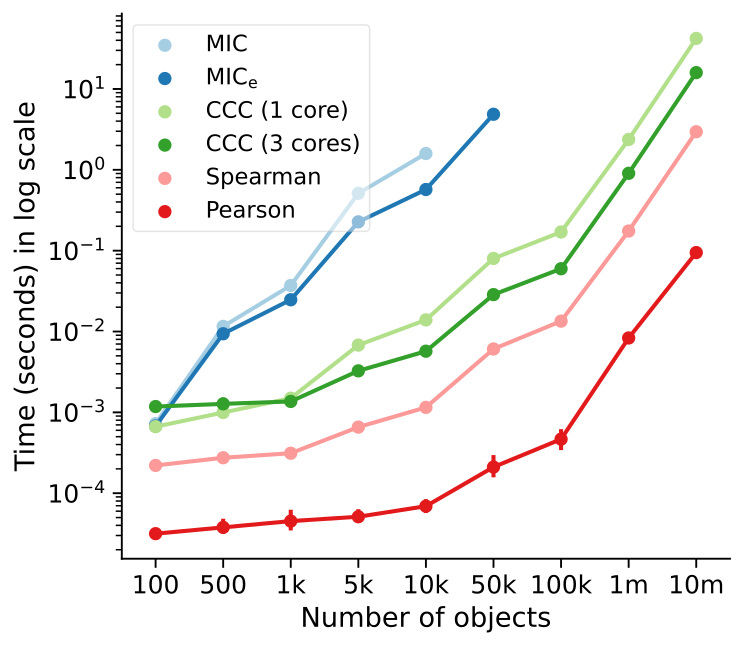 MIC
MICₑ
CCC (1 core)
CCC (3 cores)
Spearman
Pearson
Time (seconds) in log scale
10¹
10⁰
10⁻¹
10⁻²
10⁻³
10⁻⁴
100 500 1k 5k 10k 50k 100k 1m 10m
Number of objects